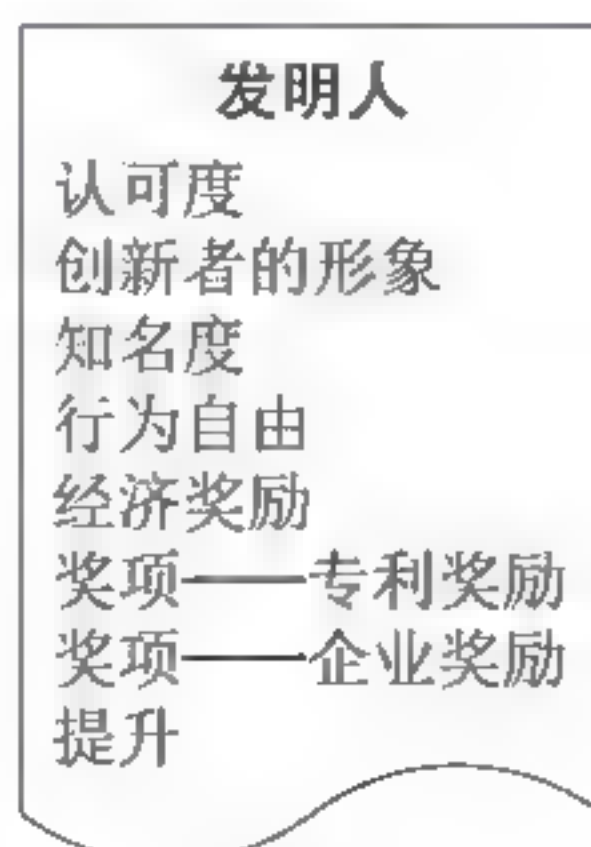 发明人
认可度
创新者的形象
知名度
行为自由
经济奖励
奖项——专利奖励
奖项——企业奖励
提升